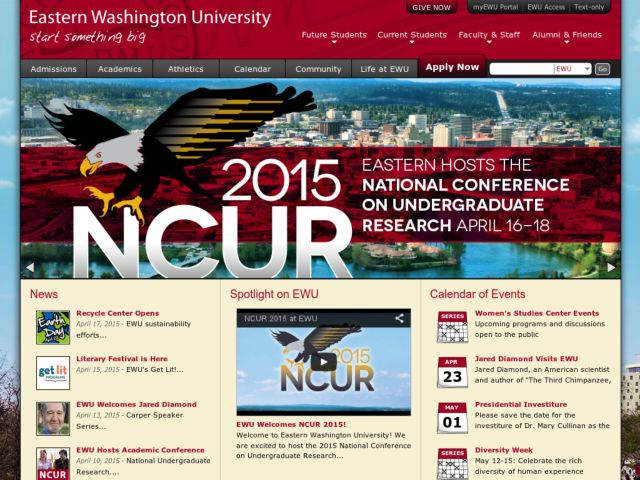 Eastern Washington University
start something big
GIVE NOW
myEWU Portal
EWU Access
Text-only
Future Students
Current Students
Faculty & Staff
Alumni & Friends
Admissions
Academics
Athletics
Calendar
Community
Life at EWU
Apply Now
EWU
Go
2015
NCUR
EASTERN HOSTS THE
NATIONAL CONFERENCE
ON UNDERGRADUATE
RESEARCH APRIL 16–18
News
Earth
Day
Recycle Center Opens
April 17, 2015 - EWU sustainability
efforts...
get lit
PROGRAMS
Literary Festival is Here
April 15, 2015 - EWU's Get Lit!...
EWU Welcomes Jared Diamond
April 13, 2015 - Carper Speaker
Series...
NCUR
EWU Hosts Academic Conference
April 10, 2015 - National Undergraduate
Research....
Spotlight on EWU
NCUR 2015 at EWU
2015
NCUR
EWU Welcomes NCUR 2015!
Welcome to Eastern Washington University! We
are excited to host the 2015 National Conference
on Undergraduate Research...
Calendar of Events
SERIES
Women's Studies Center Events
Upcoming programs and discussions
open to the public
APR
23
Jared Diamond Visits EWU
Jared Diamond, an American scientist
and author of "The Third Chimpanzee,
MAY
01
Presidential Investiture
Please save the date for the
investiture of Dr. Mary Cullinan as the
SERIES
Diversity Week
May 12-15: Celebrate the rich
diversity of human experience